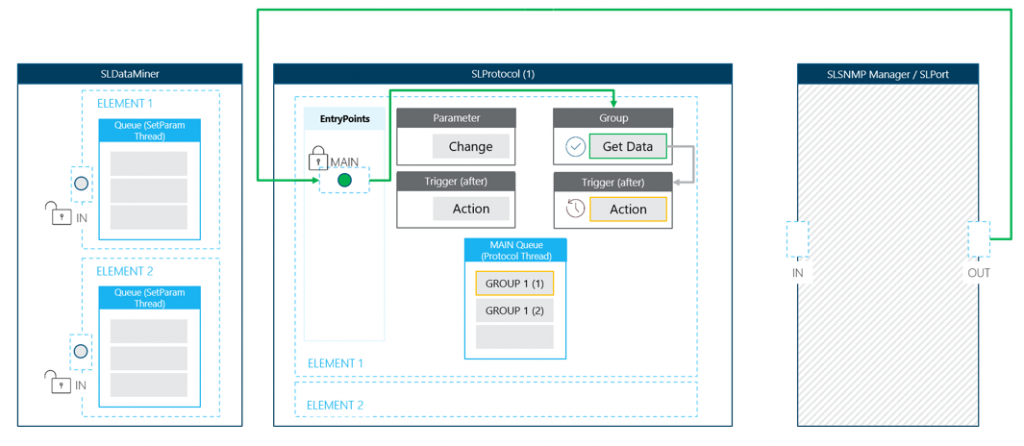 SLDataMiner
ELEMENT 1
Queue (SetParam
Thread)
IN
ELEMENT 2
Queue (SetParam
Thread)
IN
SLProtocol (1)
EntryPoints
MAIN
Parameter
Change
Trigger (after)
Action
Group
Get Data
Trigger (after)
Action
MAIN Queue
(Protocol Thread)
GROUP 1 (1)
GROUP 1 (2)
ELEMENT 1
ELEMENT 2
SLSNMP Manager / SLPort
IN
OUT